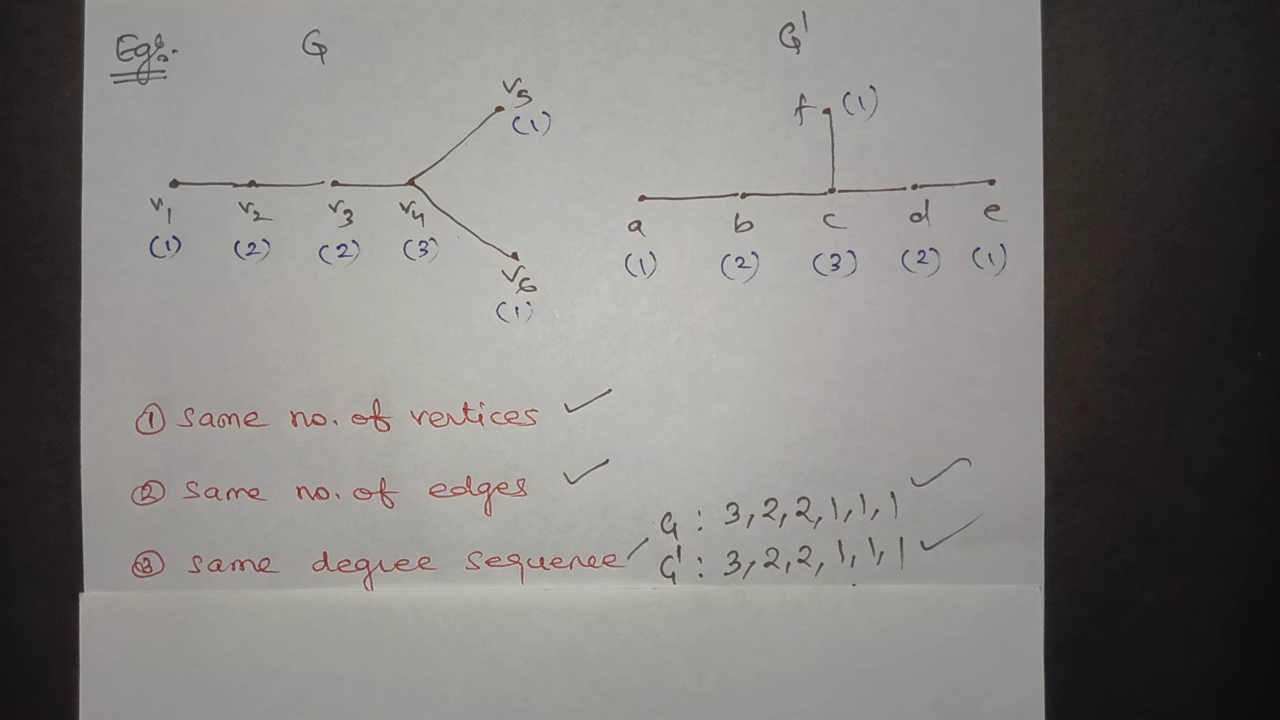 Egs:
G
G'
v5
(1)
f (1)
v1 v2 v3 v4
(1) (2) (2) (3)
v6
(1)
a b c d e
(1) (2) (3) (2) (1)
① same no. of vertices ✓
② same no. of edges ✓
③ same degree sequence ✓
G : 3, 2, 2, 1, 1, 1 ✓
G' : 3, 2, 2, 1, 1, 1 ✓